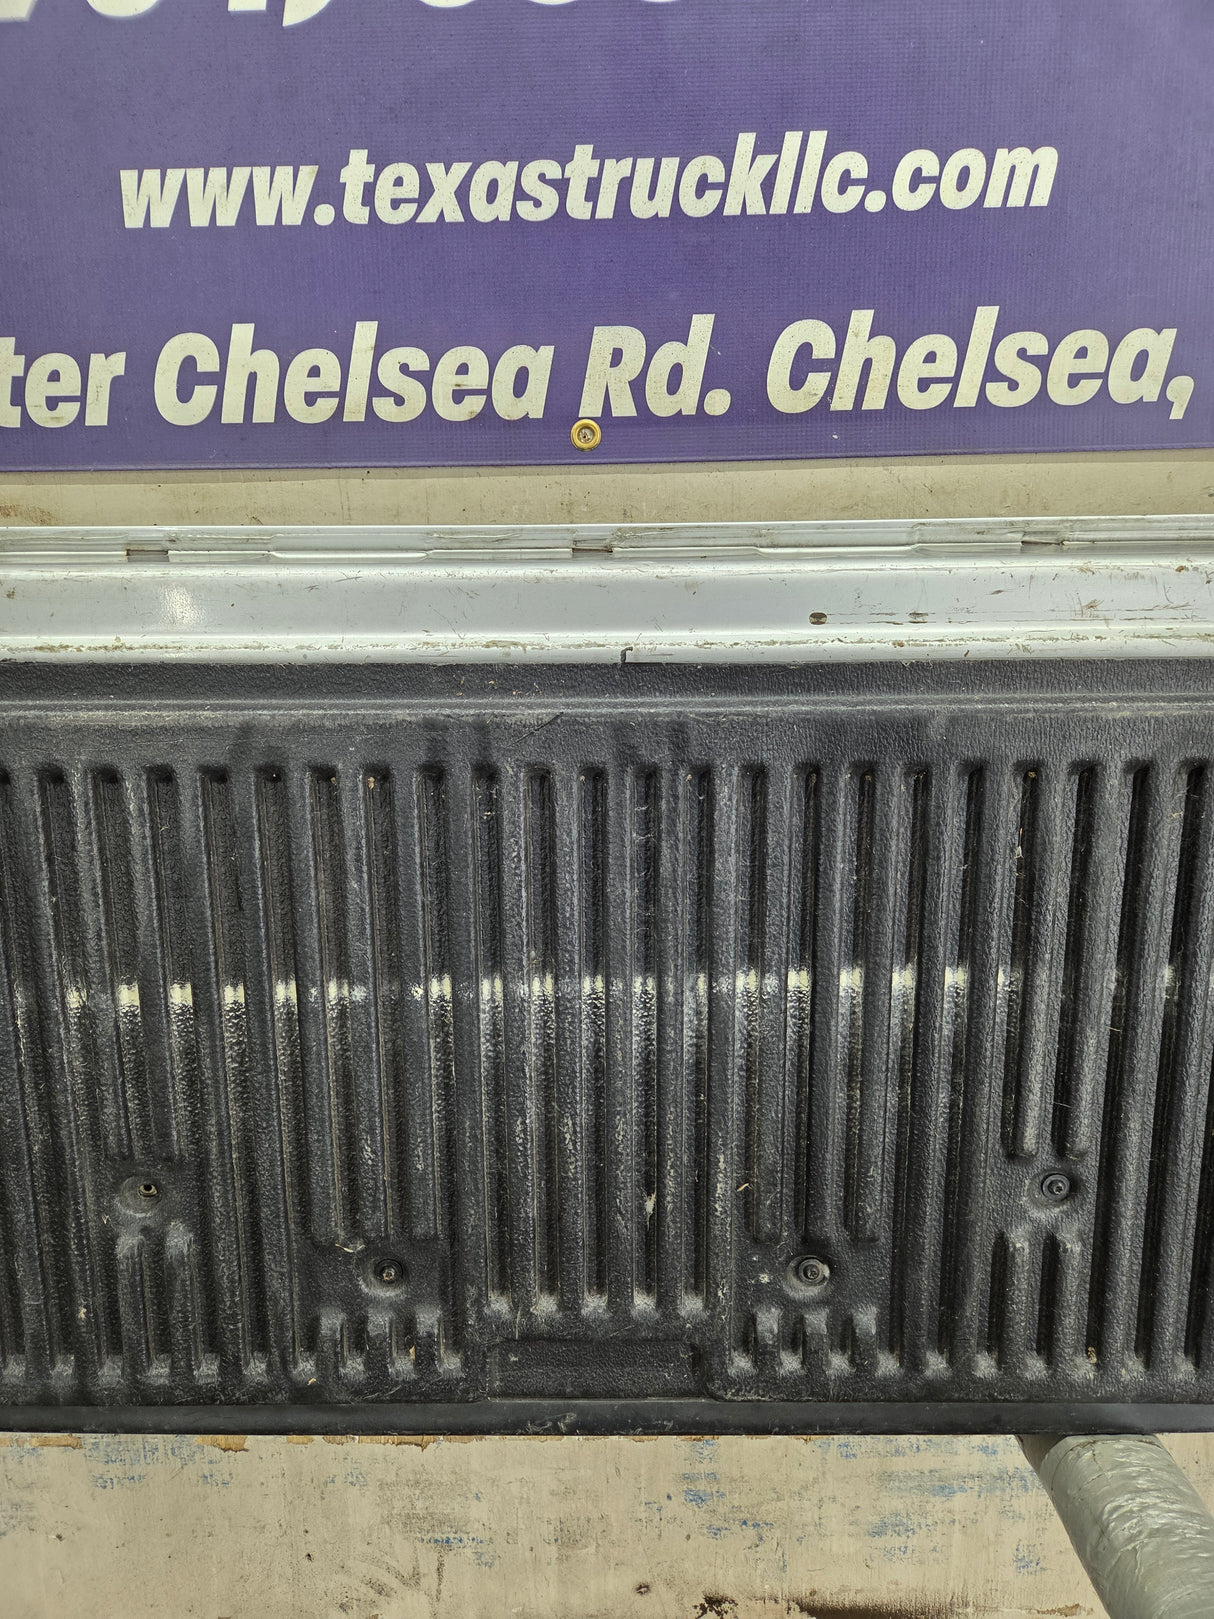 www.texastruckllc.com
ter Chelsea Rd. Chelsea,